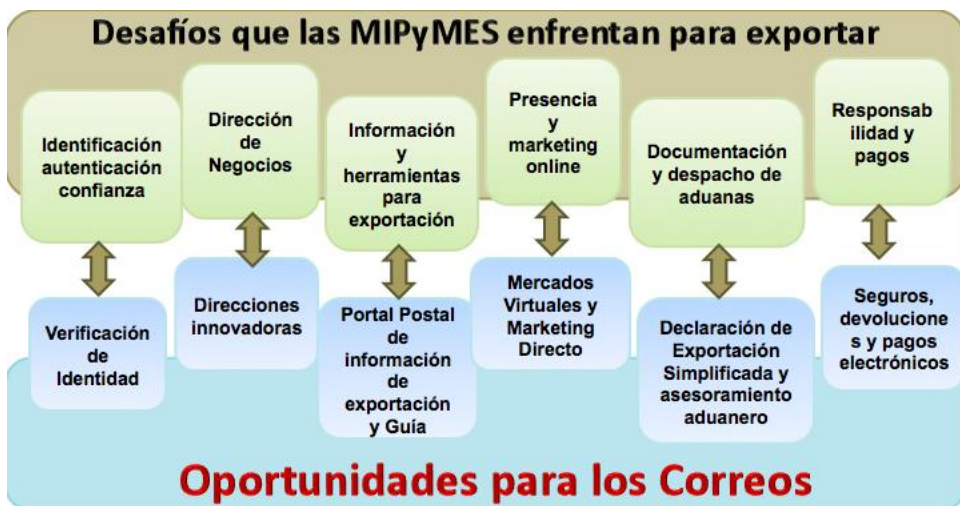 Desafíos que las MIPyMES enfrentan para exportar
Identificación
autenticación
confianza
Dirección
de
Negocios
Información
y
herramientas
para
exportación
Presencia
y
marketing
online
Documentación
y despacho de
aduanas
Responsab
ilidad y
pagos
Verificación
de
Identidad
Direcciones
innovadoras
Portal Postal
de
información
de
exportación
y Guía
Mercados
Virtuales y
Marketing
Directo
Declaración de
Exportación
Simplificada y
asesoramiento
aduanero
Seguros,
devolucione
s y pagos
electrónicos
Oportunidades para los Correos